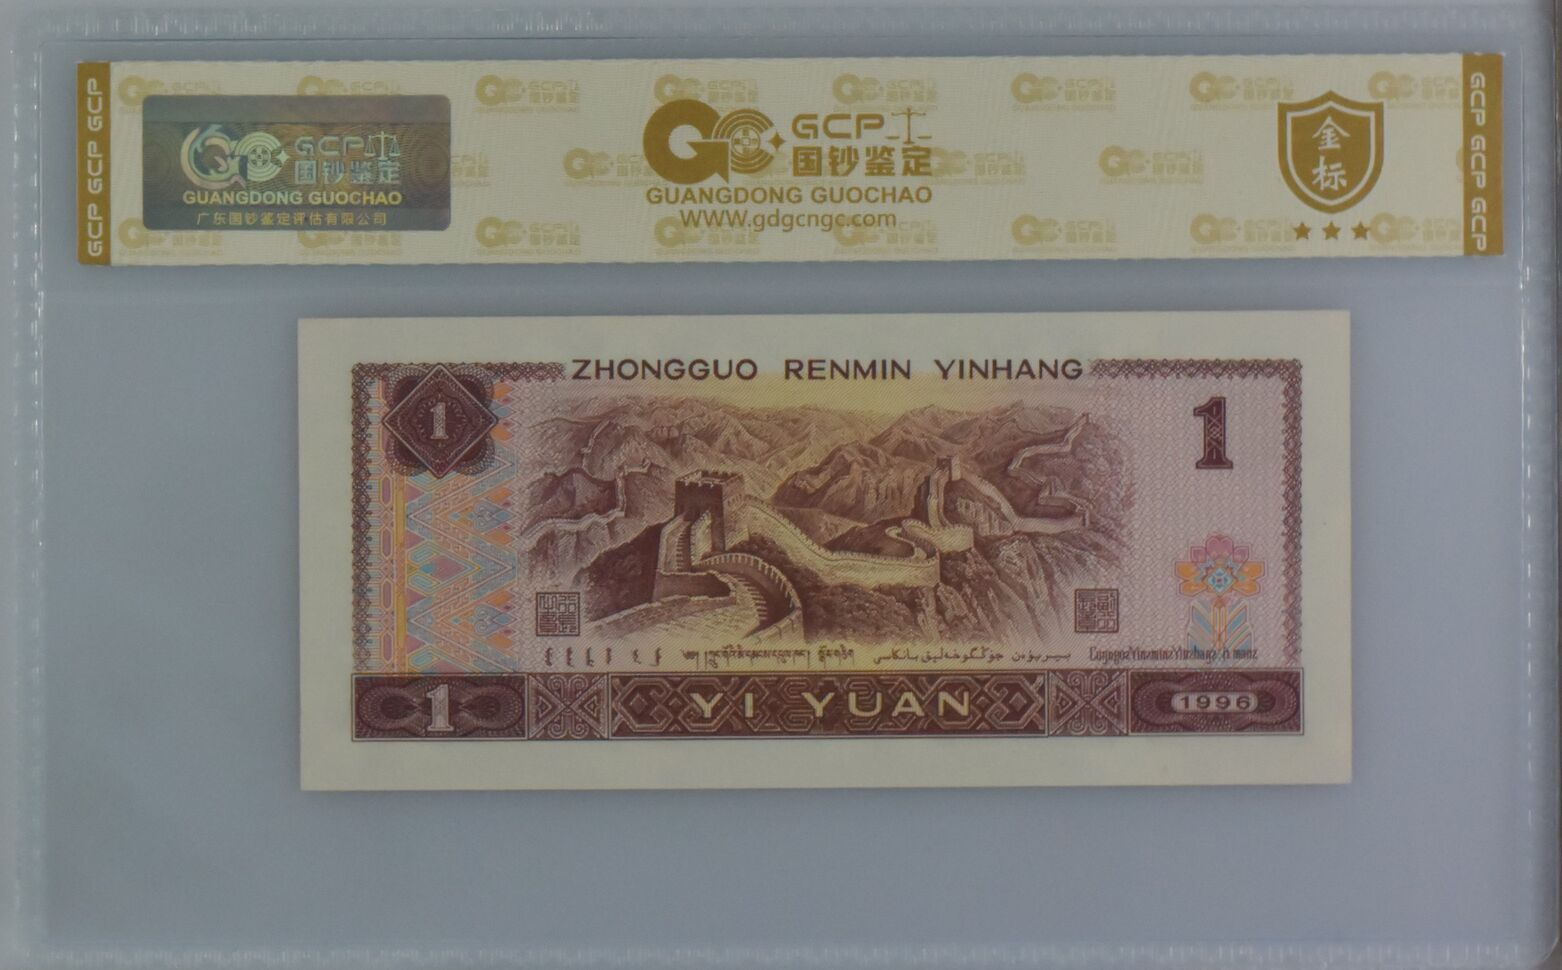 GCP GCP GCP
GCP
国钞鉴定
GUANGDONG GUOCHAO
广东国钞鉴定评估有限公司
GCP
国钞鉴定
GUANGDONG GUOCHAO
WWW.gdgcngc.com
金
标
GCP GCP GCP
ZHONGGUO RENMIN YINHANG
1
1
1
YI YUAN
1996